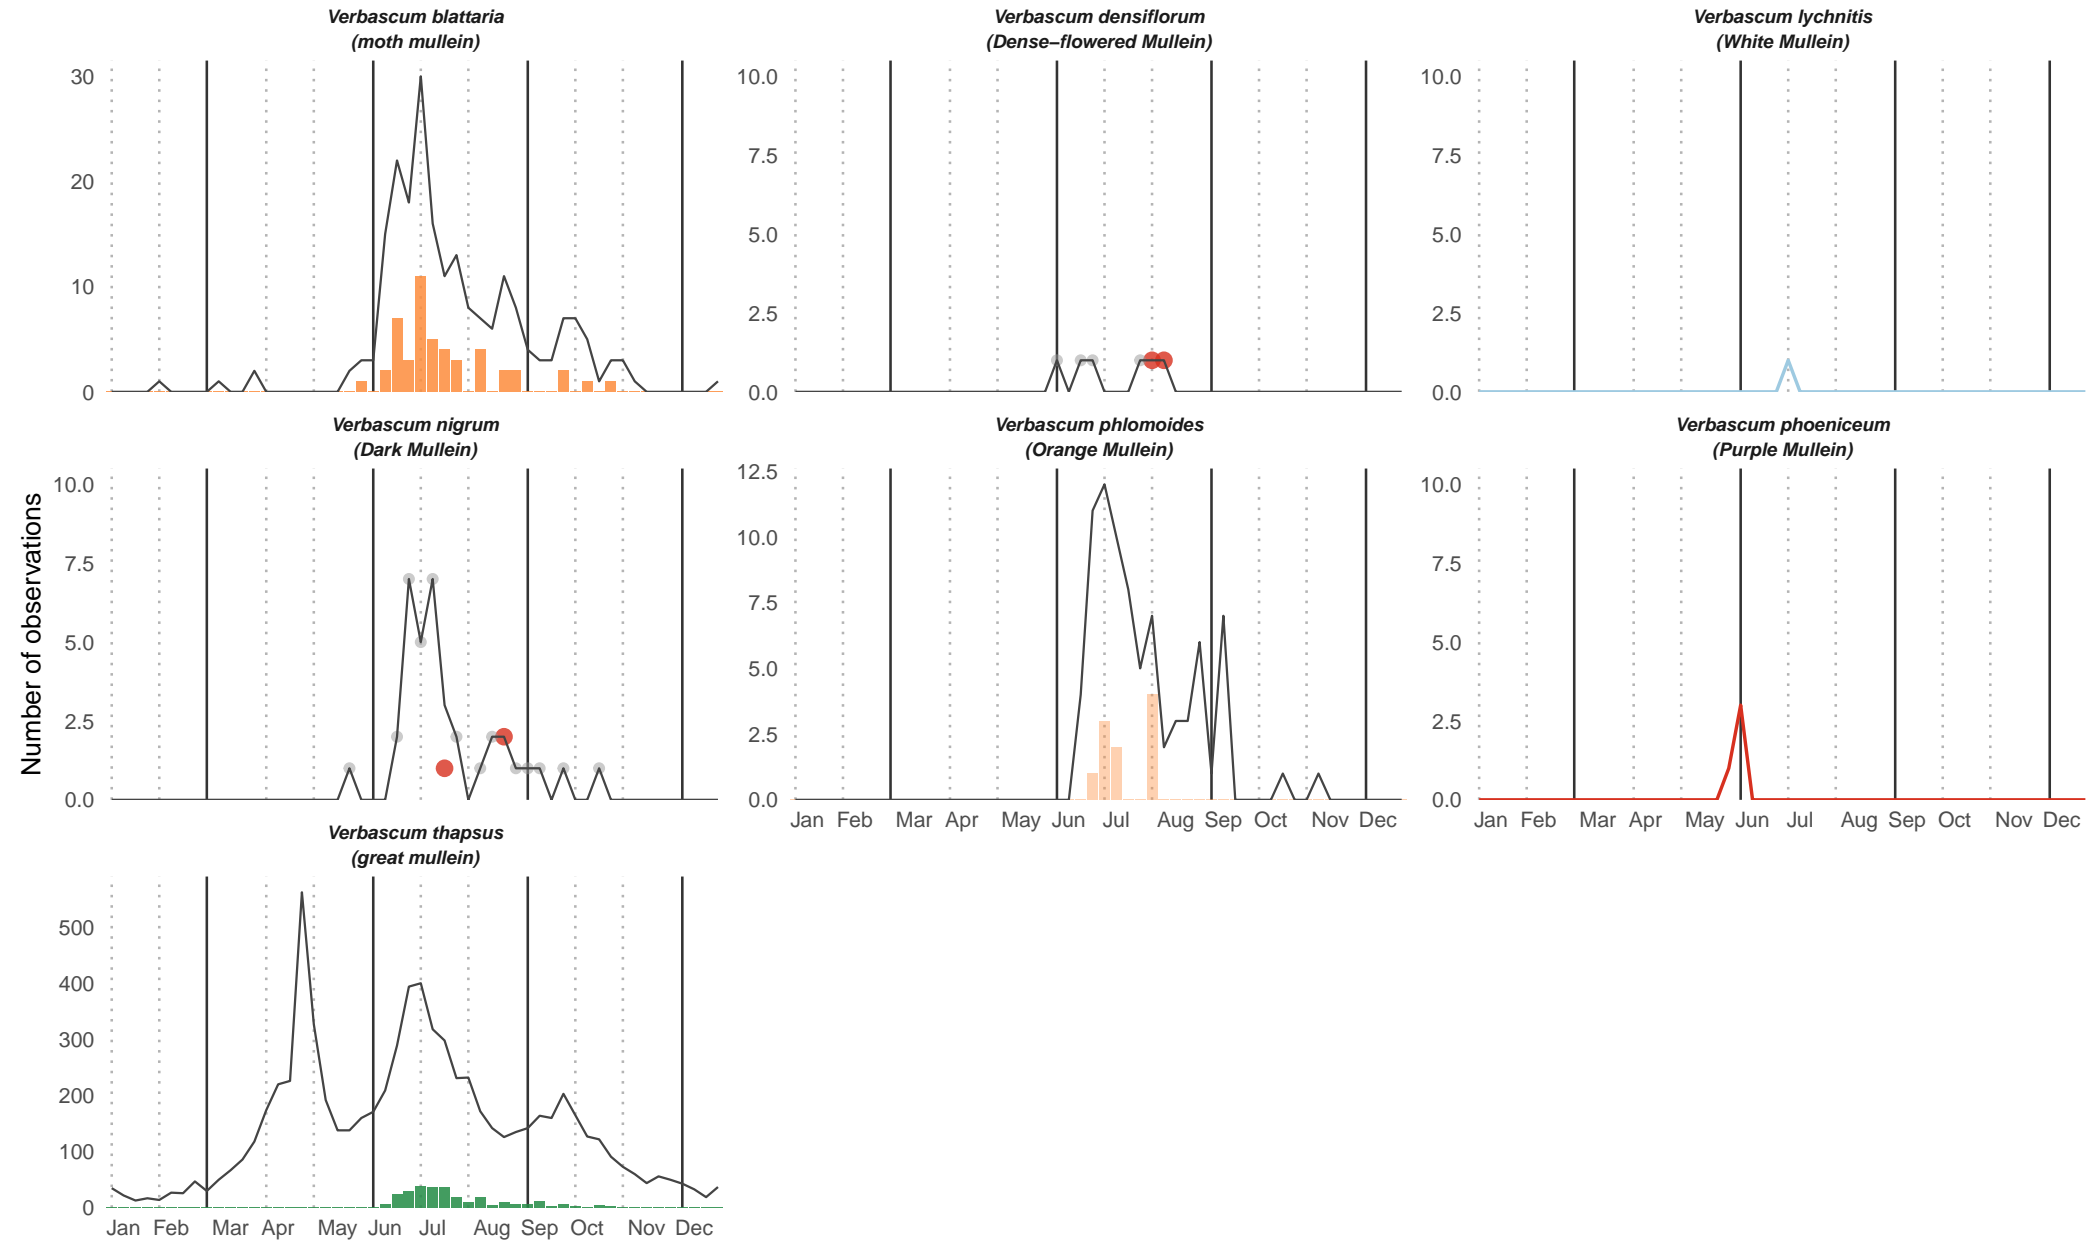 Verbascum blattaria
(moth mullein)
Verbascum densiflorum
(Dense−flowered Mullein)
Verbascum lychnitis
(White Mullein)
30
20
10
0
10.0
7.5
5.0
2.5
0.0
10.0
7.5
5.0
2.5
0.0
Verbascum nigrum
(Dark Mullein)
Verbascum phlomoides
(Orange Mullein)
Verbascum phoeniceum
(Purple Mullein)
Number of observations
10.0
7.5
5.0
2.5
0.0
12.5
10.0
7.5
5.0
2.5
0.0
10.0
7.5
5.0
2.5
0.0
Jan Feb Mar Apr May Jun Jul Aug Sep Oct Nov Dec
Jan Feb Mar Apr May Jun Jul Aug Sep Oct Nov Dec
Verbascum thapsus
(great mullein)
500
400
300
200
100
0
Jan Feb Mar Apr May Jun Jul Aug Sep Oct Nov Dec